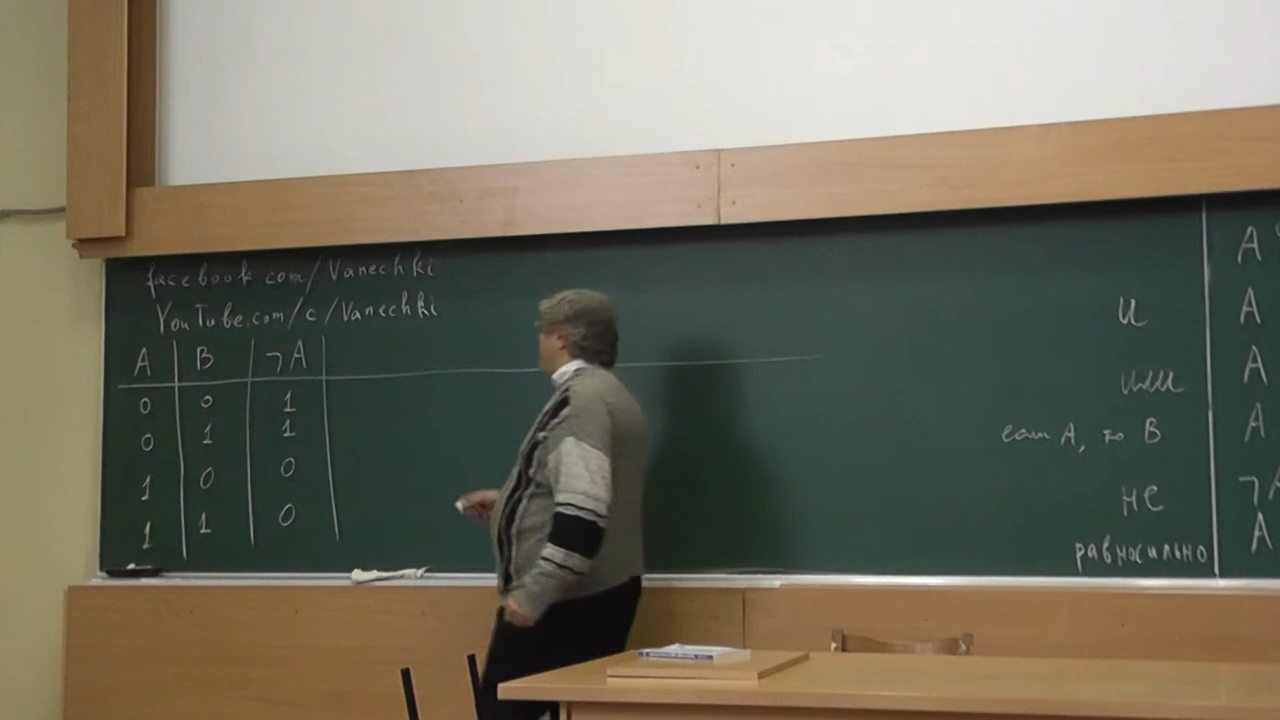 facebook.com/Vanechki
YouTube.com/c/Vanechki
A B ¬A
0 0 1
0 1 1
1 0 0
1 1 0
A
и A
или A
если A, то B A
не ¬A
равносильно A